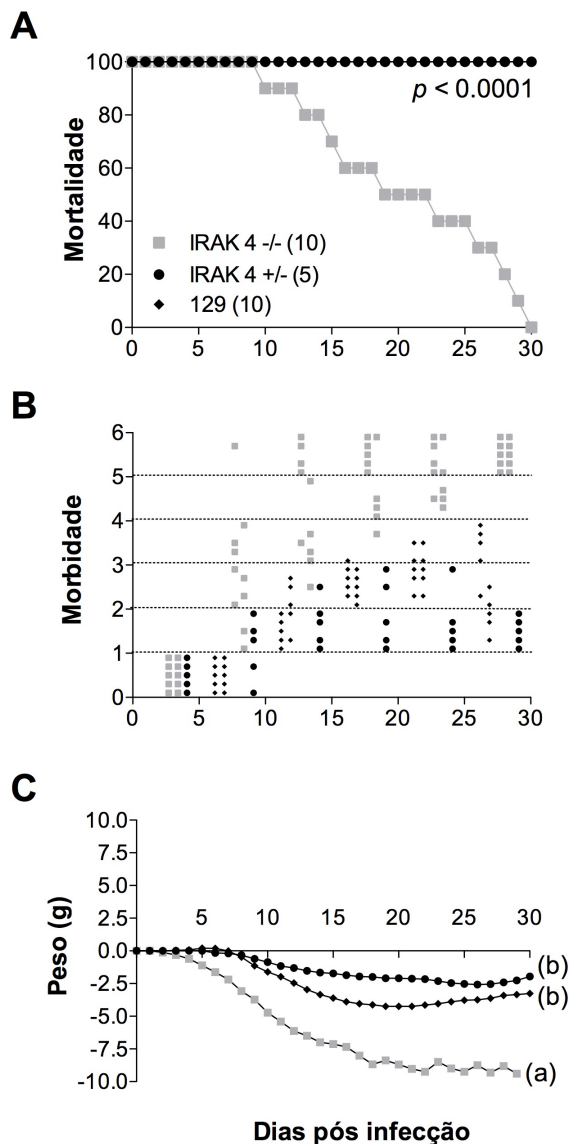 A
100
80
60
40
20
0
Mortalidade
p < 0.0001
IRAK 4 -/- (10)
IRAK 4 +/- (5)
129 (10)
0 5 10 15 20 25 30
B
6
5
4
3
2
1
0
Morbidade
0 5 10 15 20 25 30
C
10.0
7.5
5.0
2.5
0.0
-2.5
-5.0
-7.5
-10.0
Peso (g)
5 10 15 20 25 30
(b)
(b)
(a)
Dias pós infecção